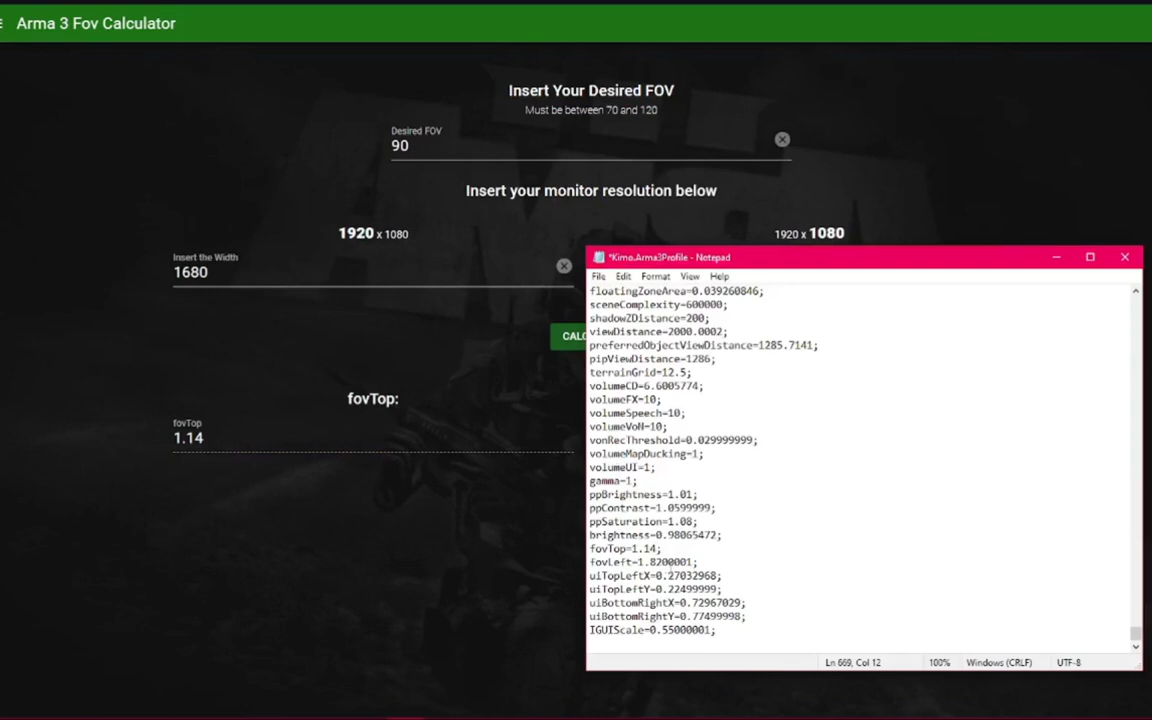 Arma 3 Fov Calculator
Insert Your Desired FOV
Must be between 70 and 120
Desired FOV
90
Insert your monitor resolution below
1920 x 1080
1920 x 1080
Insert the Width
1680
CALC
fovTop:
fovTop
1.14
*Kimo.Arma3Profile - Notepad
File Edit Format View Help
floatingZoneArea=0.039260846;
sceneComplexity=600000;
shadowZDistance=200;
viewDistance=2000.0002;
preferredObjectViewDistance=1285.7141;
pipViewDistance=1286;
terrainGrid=12.5;
volumeCD=6.6005774;
volumeFX=10;
volumeSpeech=10;
volumeVoN=10;
vonRecThreshold=0.029999999;
volumeMapDucking=1;
volumeUI=1;
gamma=1;
ppBrightness=1.01;
ppContrast=1.0599999;
ppSaturation=1.08;
brightness=0.98065472;
fovTop=1.14;
fovLeft=1.8200001;
uiTopLeftX=0.27032968;
uiTopLeftY=0.22499999;
uiBottomRightX=0.72967029;
uiBottomRightY=0.77499998;
IGUIScale=0.55000001;
Ln 669, Col 12 100% Windows (CRLF) UTF-8